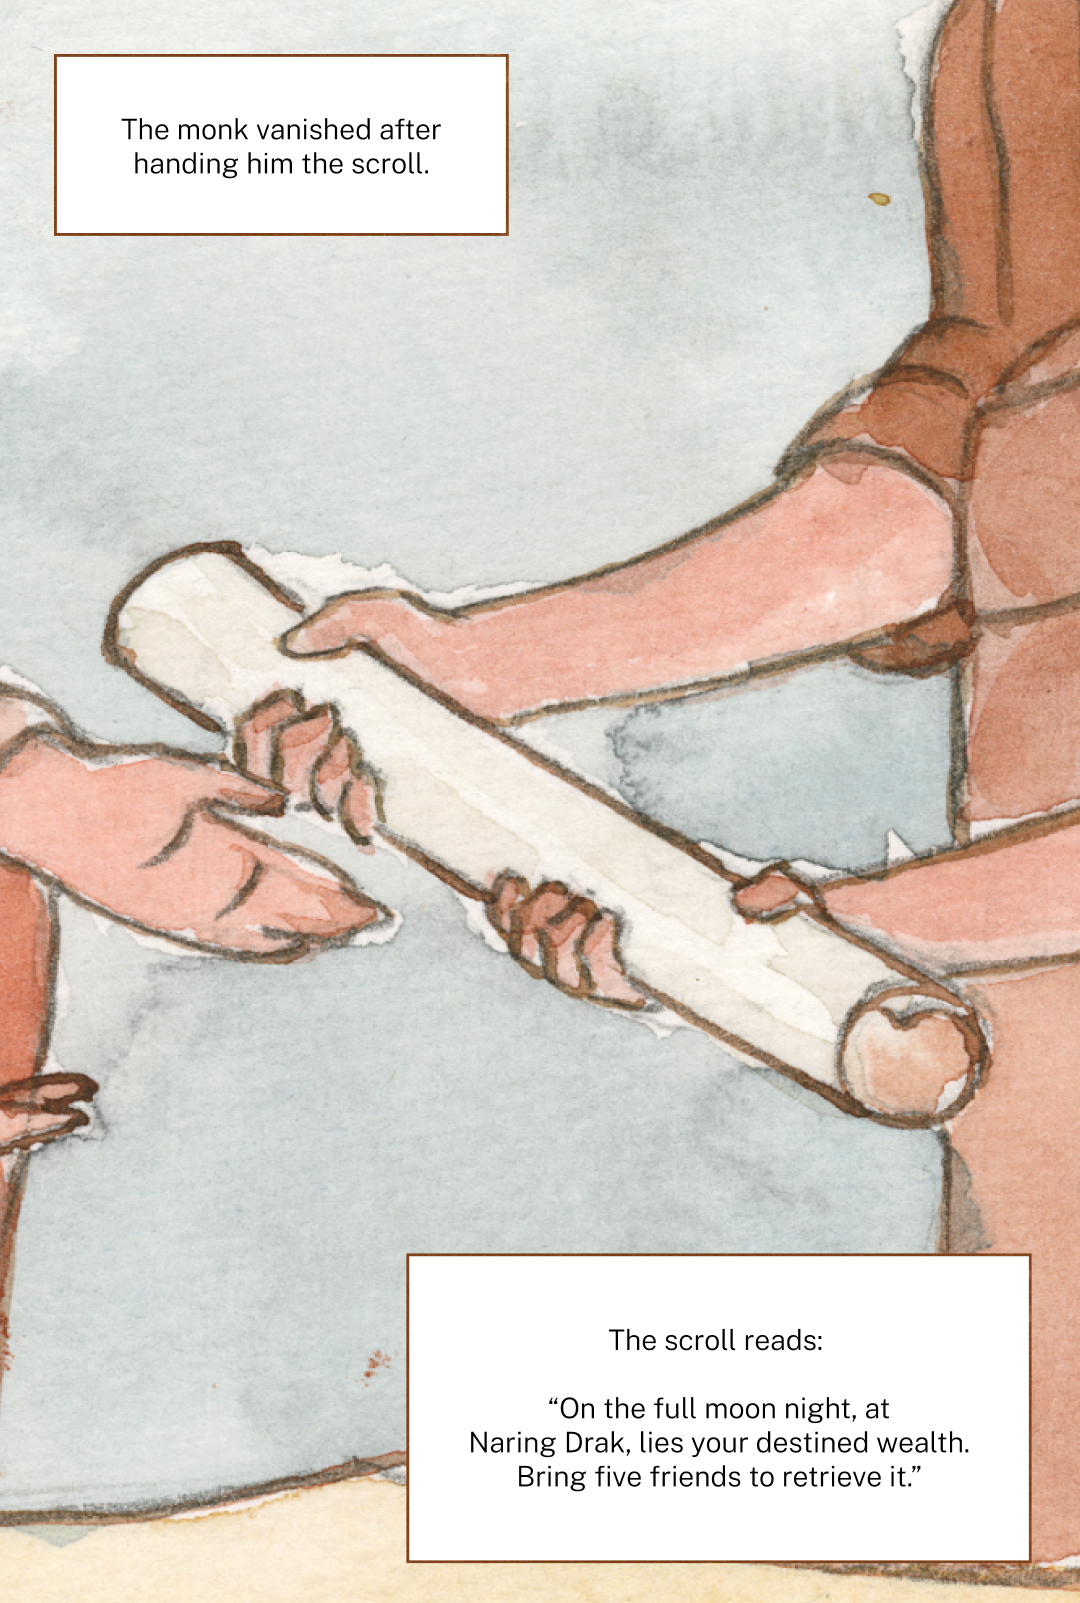 The monk vanished after
handing him the scroll.
The scroll reads:
“On the full moon night, at
Naring Drak, lies your destined wealth.
Bring five friends to retrieve it.”